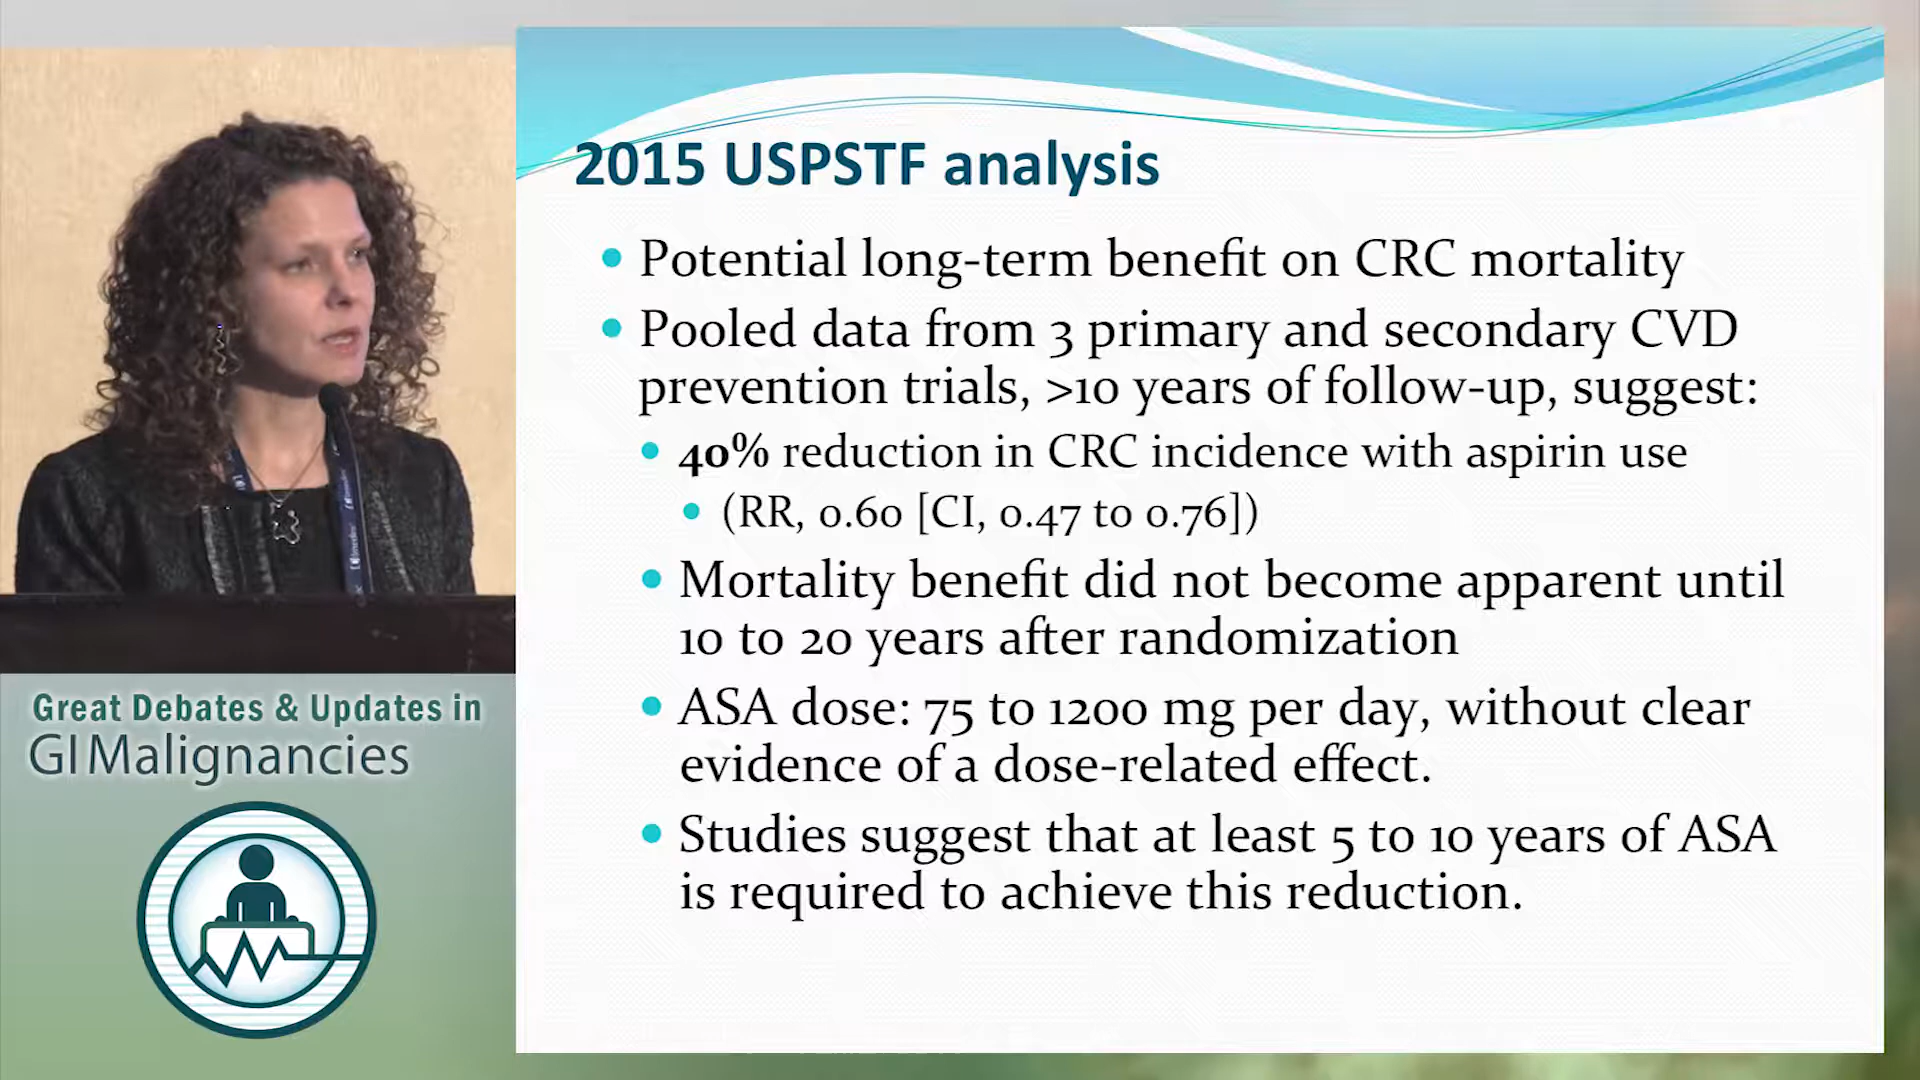 2015 USPSTF analysis
• Potential long-term benefit on CRC mortality
• Pooled data from 3 primary and secondary CVD
prevention trials, >10 years of follow-up, suggest:
• 40% reduction in CRC incidence with aspirin use
• (RR, 0.60 [CI, 0.47 to 0.76])
• Mortality benefit did not become apparent until
10 to 20 years after randomization
• ASA dose: 75 to 1200 mg per day, without clear
evidence of a dose-related effect.
• Studies suggest that at least 5 to 10 years of ASA
is required to achieve this reduction.
Great Debates & Updates in
GI Malignancies